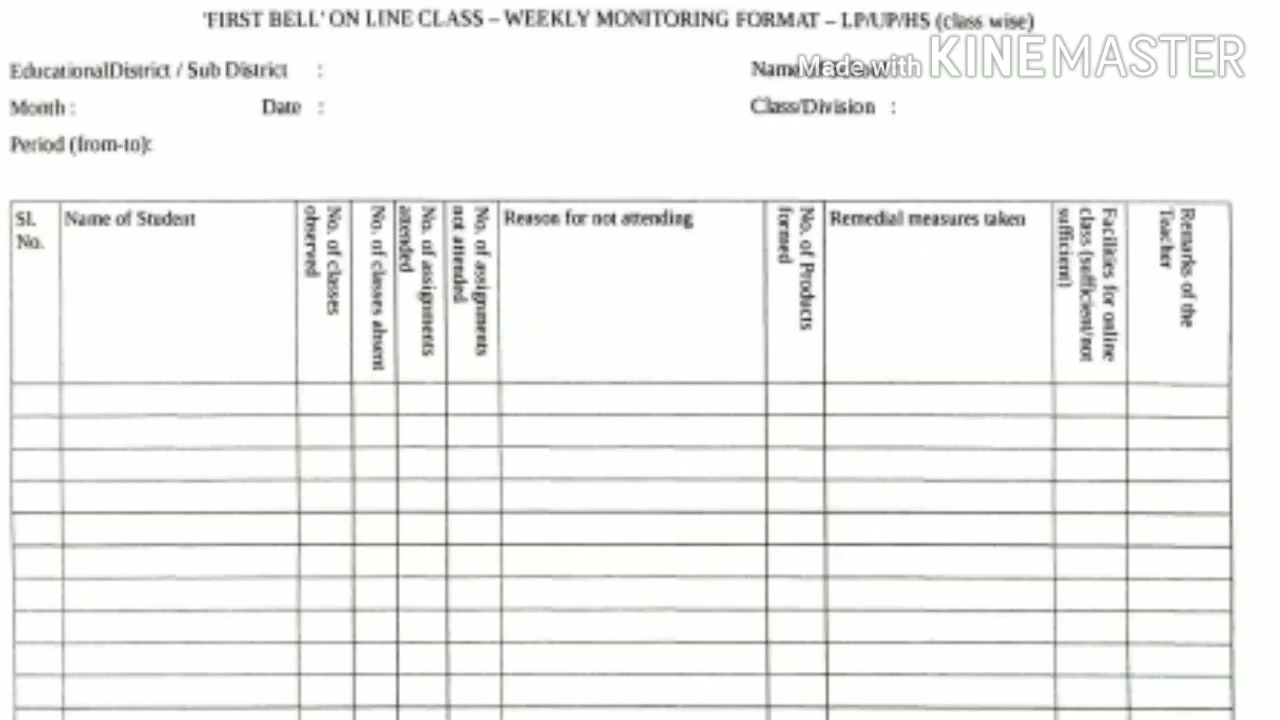 'FIRST BELL' ON LINE CLASS – WEEKLY MONITORING FORMAT – LP/UP/HS (class wise)
EducationalDistrict / Sub District :
Name
Made with KINEMASTER
Month : Date :
Class/Division :
Period (from-to):
Sl.
No.
Name of Student
No. of classes
observed
No. of classes absent
No. of assignments
attended
No. of assignments
not attended
Reason for not attending
No. of Products
formed
Remedial measures taken
Facilities for online
class (sufficient/not
sufficient)
Remarks of the
Teacher